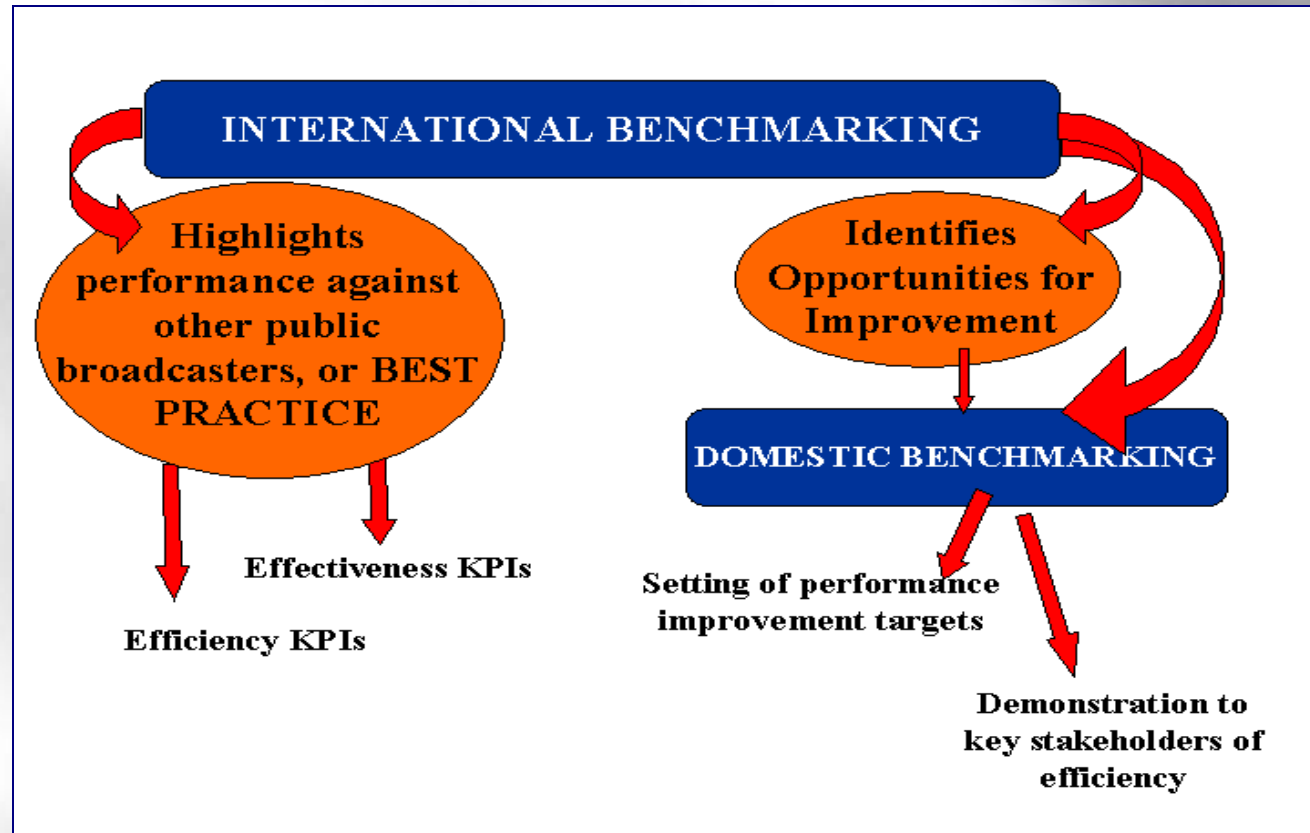 INTERNATIONAL BENCHMARKING
Highlights
performance against
other public
broadcasters, or BEST
PRACTICE
Identifies
Opportunities for
Improvement
DOMESTIC BENCHMARKING
Effectiveness KPIs
Efficiency KPIs
Setting of performance
improvement targets
Demonstration to
key stakeholders of
efficiency